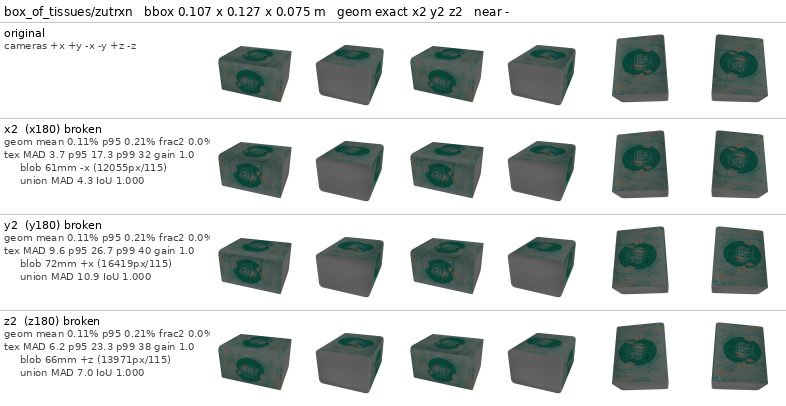 box_of_tissues/zutrxn   bbox 0.107 x 0.127 x 0.075 m   geom exact x2 y2 z2   near -
original
cameras +x +y -x -y +z -z
x2  (x180) broken
geom mean 0.11% p95 0.21% frac2 0.0%
tex MAD 3.7 p95 17.3 p99 32 gain 1.0
blob 61mm -x (12055px/115)
union MAD 4.3 IoU 1.000
y2  (y180) broken
geom mean 0.11% p95 0.21% frac2 0.0%
tex MAD 9.6 p95 26.7 p99 40 gain 1.0
blob 72mm +x (16419px/115)
union MAD 10.9 IoU 1.000
z2  (z180) broken
geom mean 0.11% p95 0.21% frac2 0.0%
tex MAD 6.2 p95 23.3 p99 38 gain 1.0
blob 66mm +z (13971px/115)
union MAD 7.0 IoU 1.000